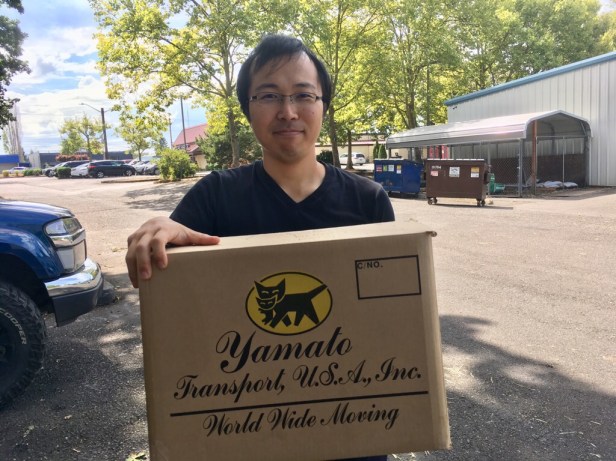 C/NO.
Yamato
Transport, U.S.A., Inc.
World Wide Moving